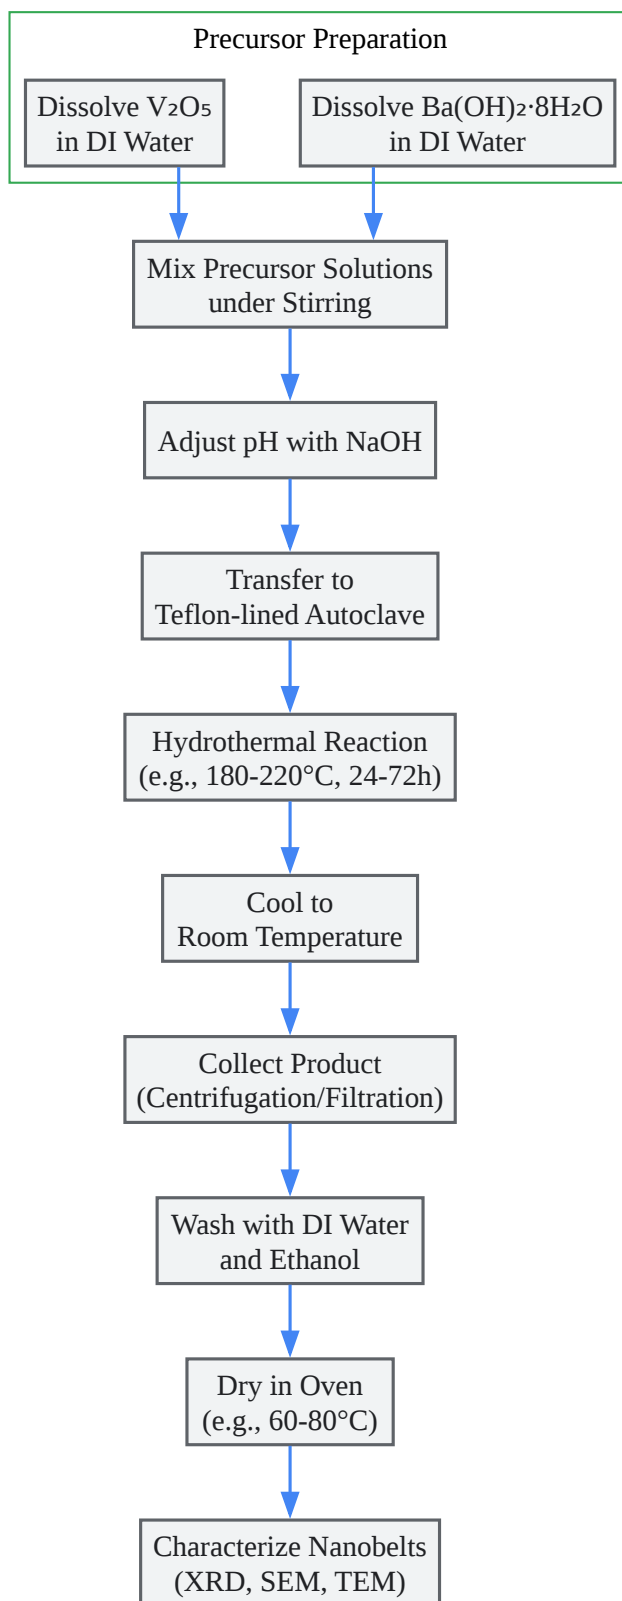 Precursor Preparation
Dissolve V₂O₅
in DI Water
Dissolve Ba(OH)₂·8H₂O
in DI Water
Mix Precursor Solutions
under Stirring
Adjust pH with NaOH
Transfer to
Teflon-lined Autoclave
Hydrothermal Reaction
(e.g., 180-220°C, 24-72h)
Cool to
Room Temperature
Collect Product
(Centrifugation/Filtration)
Wash with DI Water
and Ethanol
Dry in Oven
(e.g., 60-80°C)
Characterize Nanobelts
(XRD, SEM, TEM)